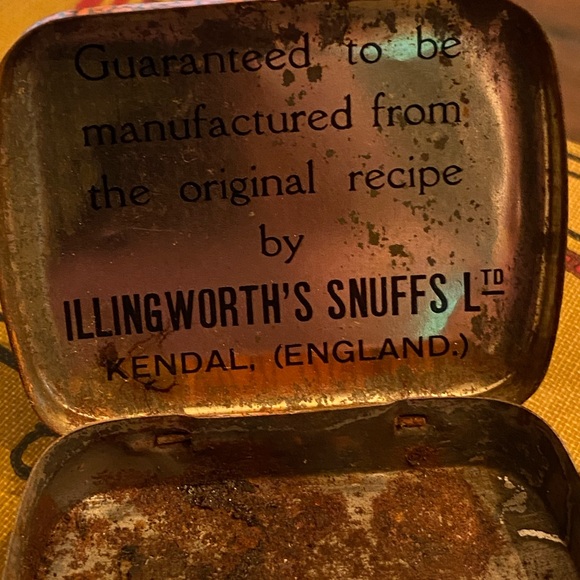 Guaranteed to be
manufactured from
the original recipe
by
ILLINGWORTH'S SNUFFS LTD
KENDAL, (ENGLAND.)